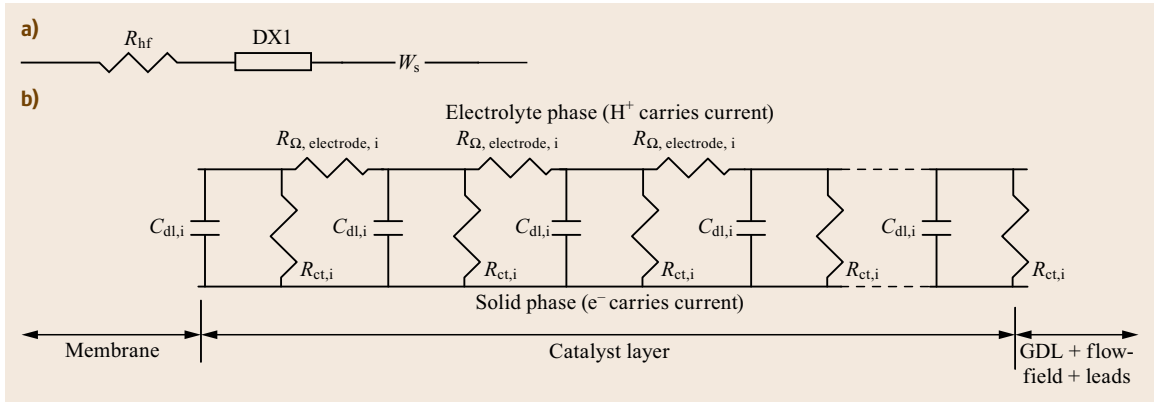 a)
R_hf DX1 W_s
b)
Electrolyte phase (H⁺ carries current)
R_Ω, electrode, i R_Ω, electrode, i R_Ω, electrode, i
C_dl,i C_dl,i C_dl,i C_dl,i C_dl,i
R_ct,i R_ct,i R_ct,i R_ct,i R_ct,i
Solid phase (e⁻ carries current)
Membrane Catalyst layer GDL + flow-
field + leads